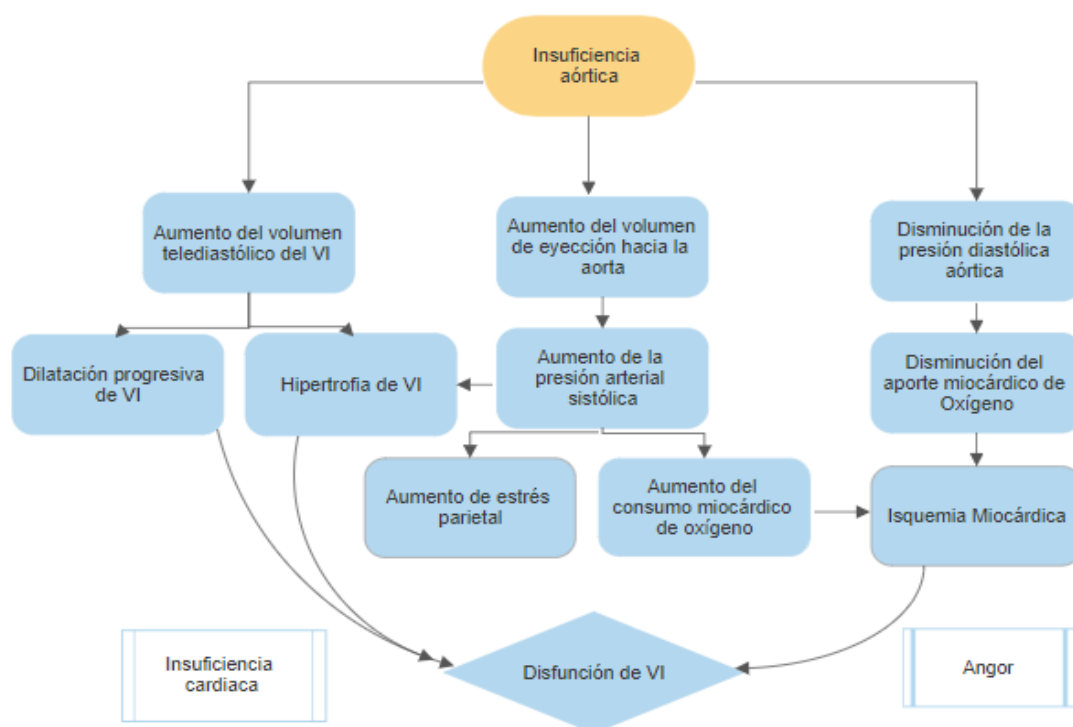 Insuficiencia
aórtica
Aumento del volumen
telediastólico del VI
Aumento del volumen
de eyección hacia la
aorta
Disminución de la
presión diastólica
aórtica
Dilatación progresiva
de VI
Hipertrofia de VI
Aumento de la
presión arterial
sistólica
Disminución del
aporte miocárdico de
Oxígeno
Aumento de estrés
parietal
Aumento del
consumo miocárdico
de oxígeno
Isquemia Miocárdica
Insuficiencia
cardiaca
Disfunción de VI
Angor